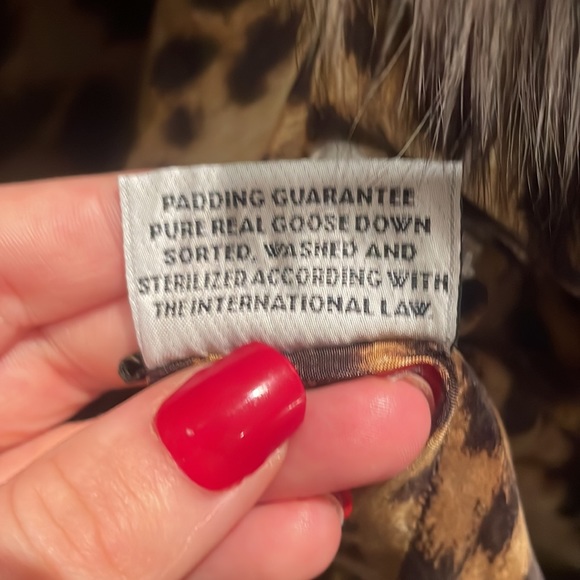 PADDING GUARANTEE
PURE REAL GOOSE DOWN
SORTED, WASHED AND
STERILIZED ACCORDING WITH
THE INTERNATIONAL LAW